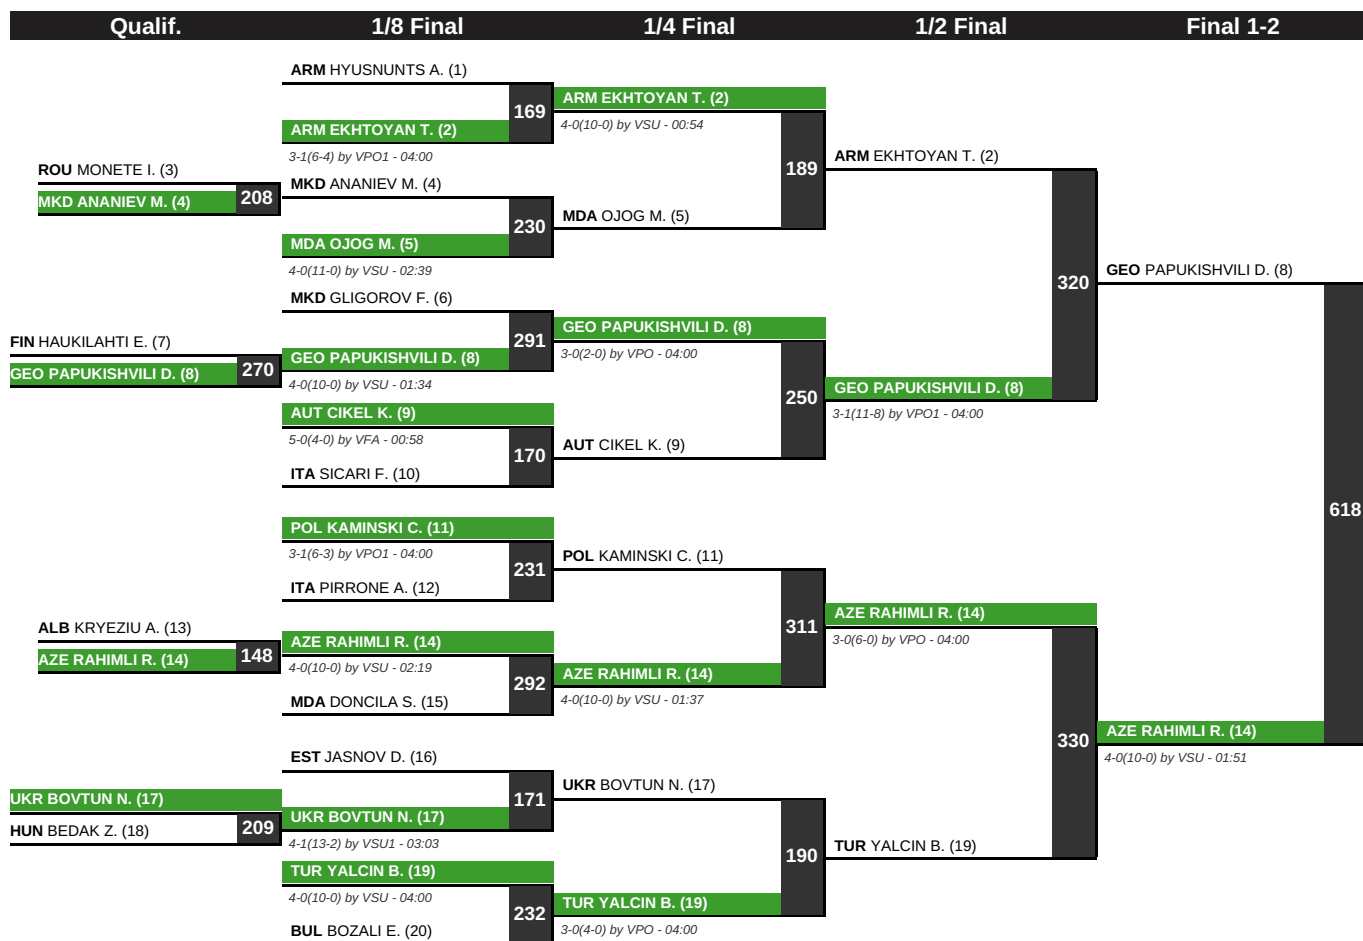 Qualif.
1/8 Final
1/4 Final
1/2 Final
Final 1-2
ROU MONETE I. (3)
MKD ANANIEV M. (4)
208
FIN HAUKILAHTI E. (7)
GEO PAPUKISHVILI D. (8)
270
ALB KRYEZIU A. (13)
AZE RAHIMLI R. (14)
148
UKR BOVTUN N. (17)
HUN BEDAK Z. (18)
209
ARM HYUSNUNTS A. (1)
169
ARM EKHTOYAN T. (2)
3-1(6-4) by VPO1 - 04:00
MKD ANANIEV M. (4)
230
MDA OJOG M. (5)
4-0(11-0) by VSU - 02:39
MKD GLIGOROV F. (6)
291
GEO PAPUKISHVILI D. (8)
4-0(10-0) by VSU - 01:34
AUT CIKEL K. (9)
5-0(4-0) by VFA - 00:58
170
ITA SICARI F. (10)
POL KAMINSKI C. (11)
3-1(6-3) by VPO1 - 04:00
231
ITA PIRRONE A. (12)
AZE RAHIMLI R. (14)
4-0(10-0) by VSU - 02:19
292
MDA DONCILA S. (15)
EST JASNOV D. (16)
171
UKR BOVTUN N. (17)
4-1(13-2) by VSU1 - 03:03
TUR YALCIN B. (19)
4-0(10-0) by VSU - 04:00
232
BUL BOZALI E. (20)
ARM EKHTOYAN T. (2)
4-0(10-0) by VSU - 00:54
189
MDA OJOG M. (5)
GEO PAPUKISHVILI D. (8)
3-0(2-0) by VPO - 04:00
250
AUT CIKEL K. (9)
POL KAMINSKI C. (11)
311
AZE RAHIMLI R. (14)
4-0(10-0) by VSU - 01:37
UKR BOVTUN N. (17)
190
TUR YALCIN B. (19)
3-0(4-0) by VPO - 04:00
ARM EKHTOYAN T. (2)
320
GEO PAPUKISHVILI D. (8)
3-1(11-8) by VPO1 - 04:00
AZE RAHIMLI R. (14)
3-0(6-0) by VPO - 04:00
330
TUR YALCIN B. (19)
GEO PAPUKISHVILI D. (8)
618
AZE RAHIMLI R. (14)
4-0(10-0) by VSU - 01:51